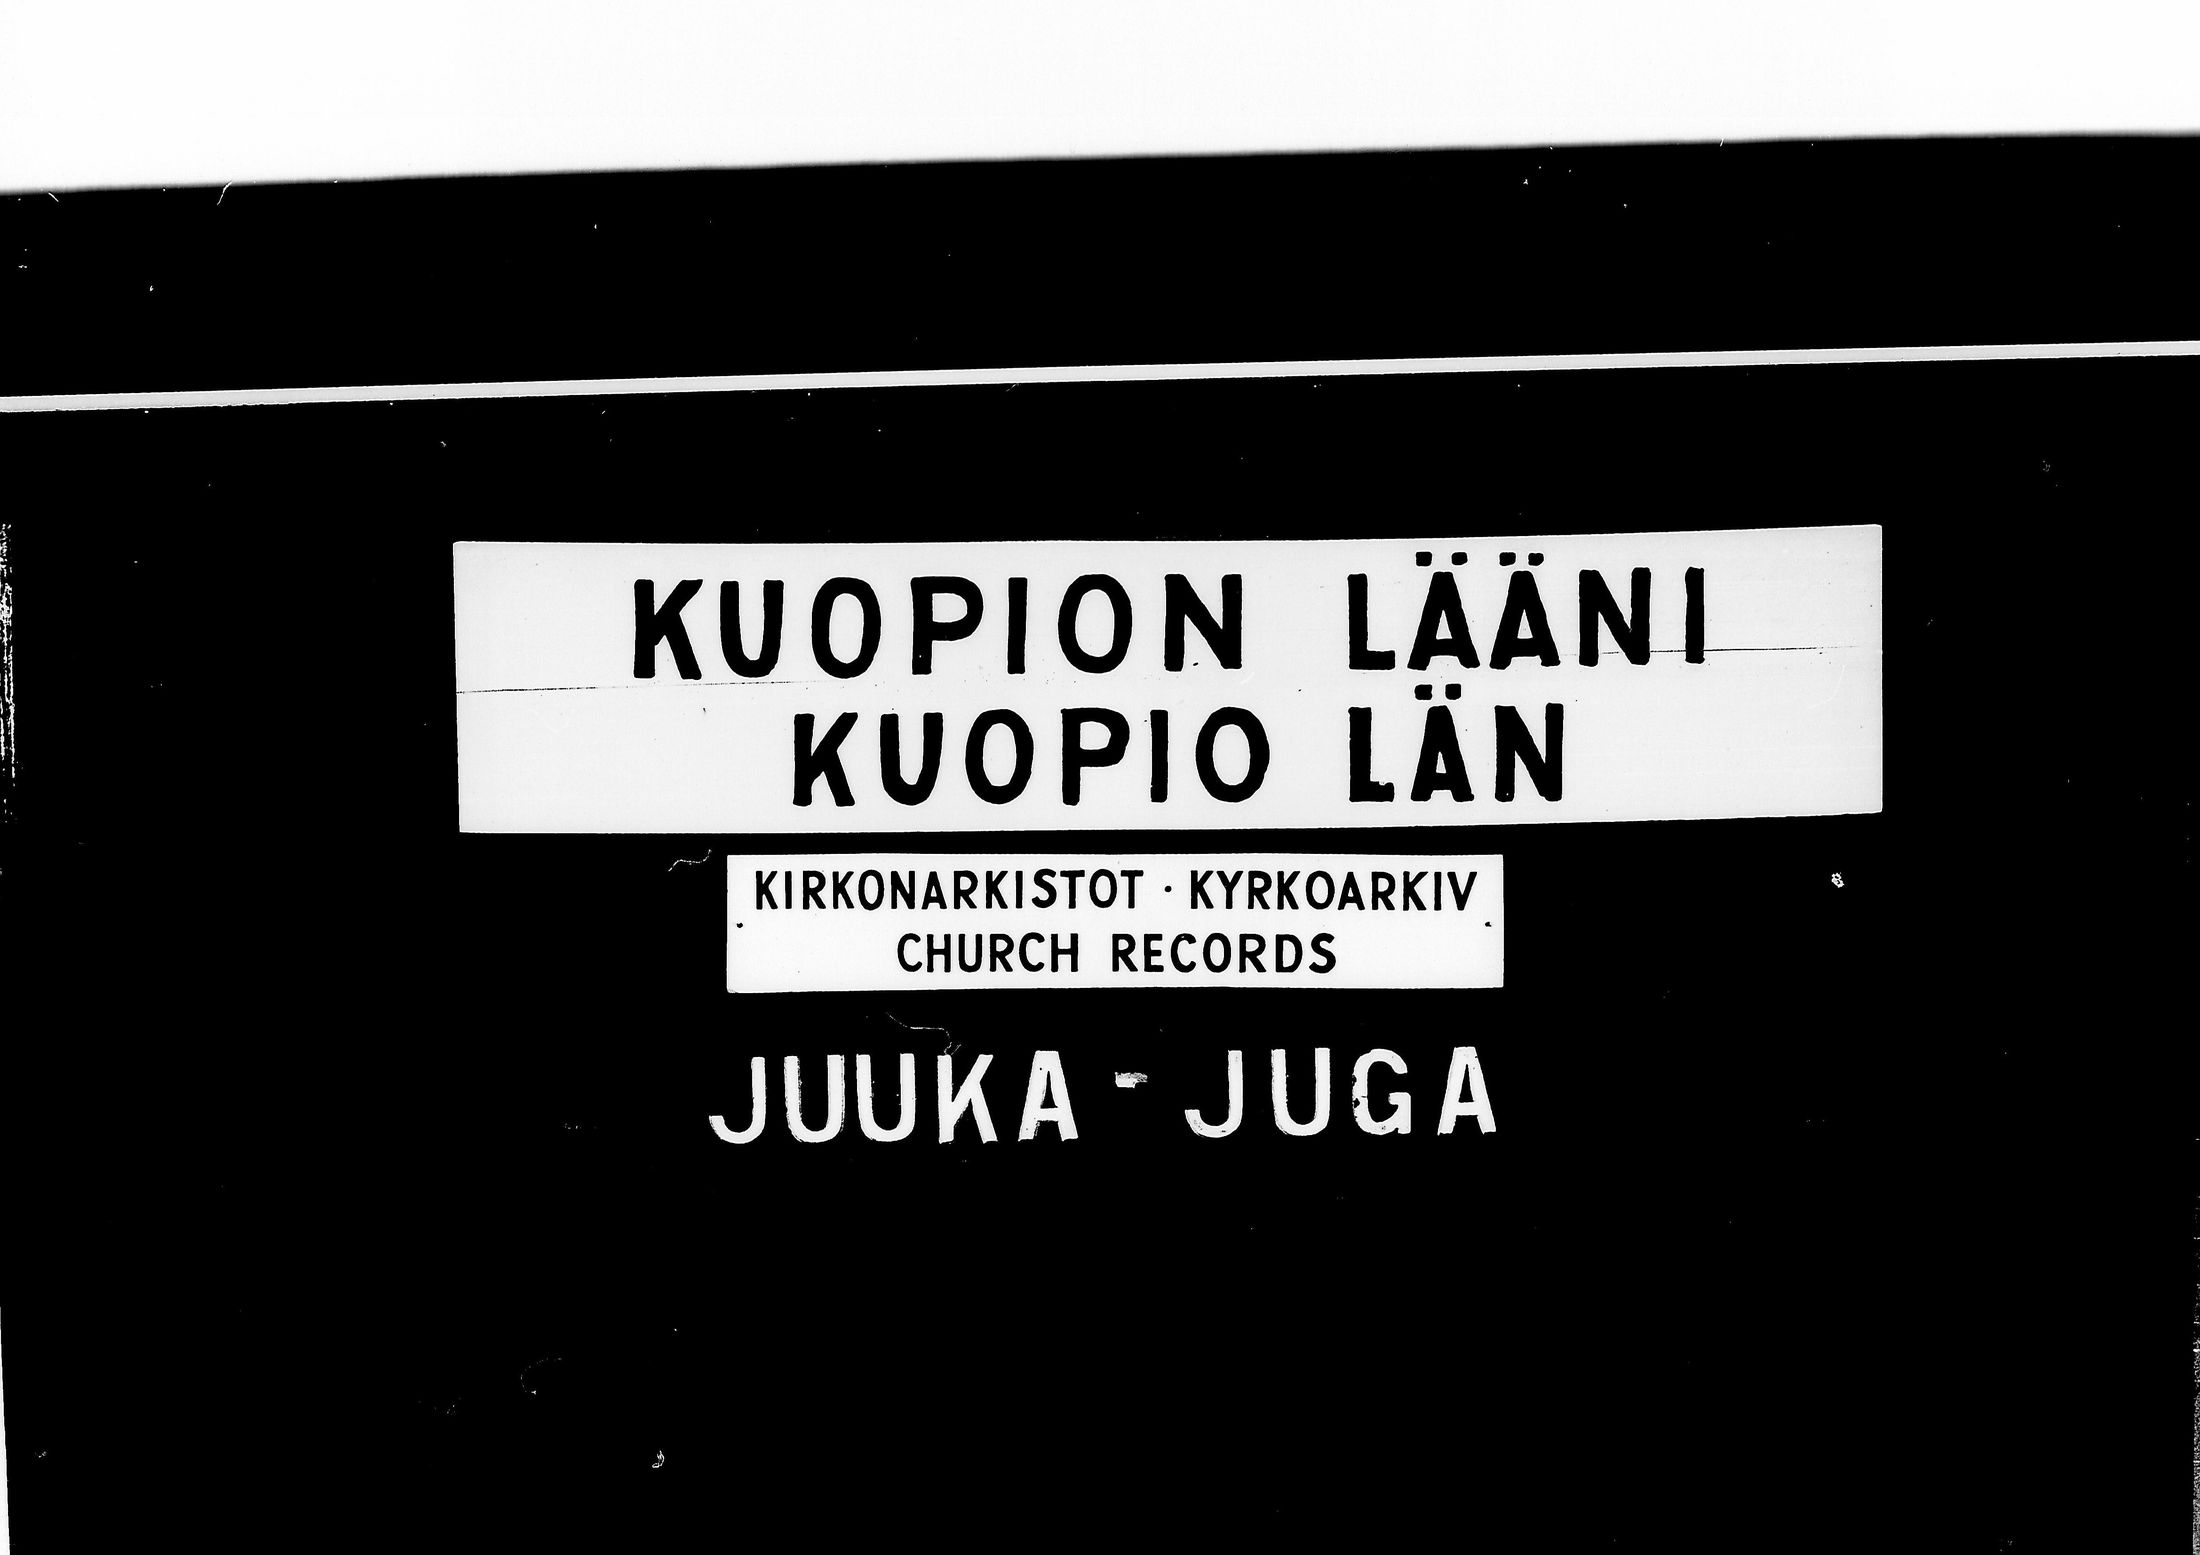 KUOPION LÄÄNI
KUOPIO LÄN
KIRKONARKISTOT · KYRKOARKIV
CHURCH RECORDS
JUUKA - JUGA